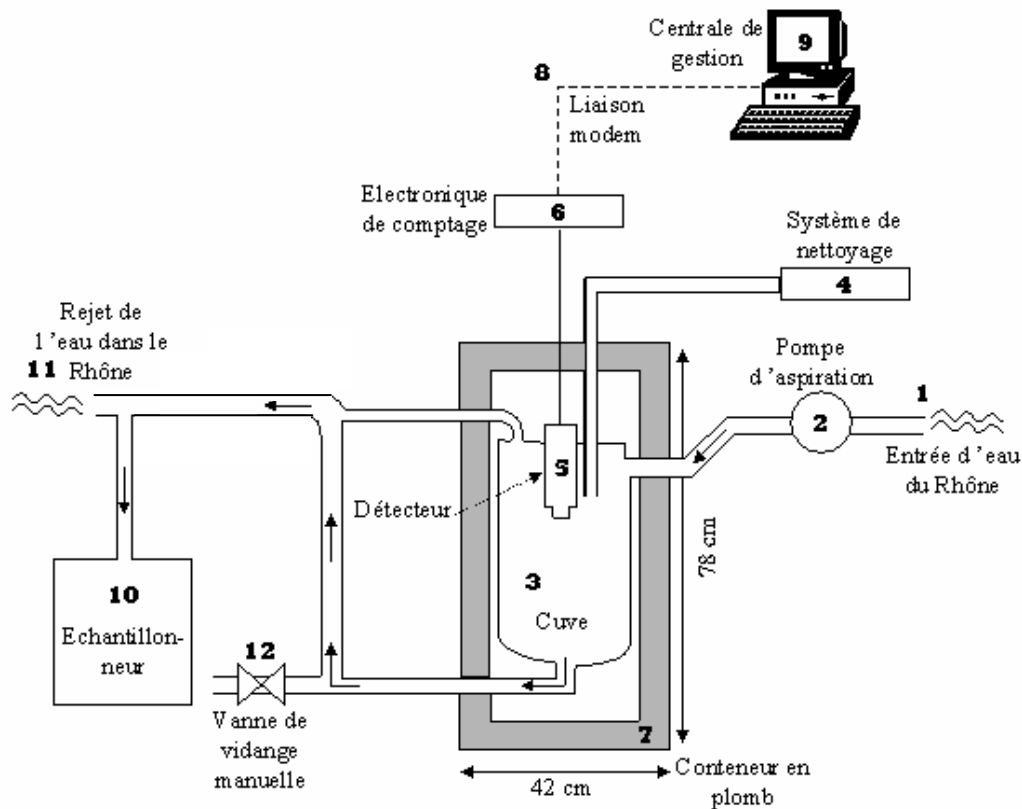 Centrale de
gestion
9
8
Liaison
modem
Electronique
de comptage
6
Système de
nettoyage
4
Rejet de
l'eau dans le
11 Rhône
Pompe
d'aspiration
1
2
Entrée d'eau
du Rhône
5
Détecteur
78 cm
3
Cuve
10
Echantillon-
neur
12
Vanne de
vidange
manuelle
7
42 cm
Conteneur en
plomb